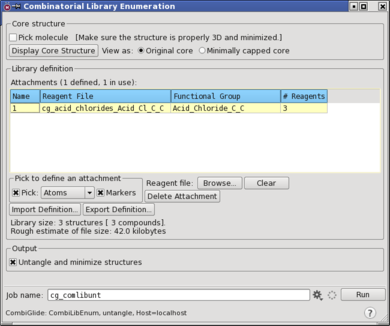 Combinatorial Library Enumeration
Core structure
Pick molecule [Make sure the structure is properly 3D and minimized.]
Display Core Structure View as: Original core Minimally capped core
Library definition
Attachments (1 defined, 1 in use):
Name Reagent File Functional Group # Reagents
1 cg_acid_chlorides_Acid_Cl_C_C Acid_Chloride_C_C 3
Pick to define an attachment
Pick: Atoms Markers
Reagent file: Browse... Clear
Delete Attachment
Import Definition... Export Definition...
Library size: 3 structures [ 3 compounds].
Rough estimate of file size: 42.0 kilobytes
Output
Untangle and minimize structures
Job name: cg_comlibunt Run
CombiGlide: CombiLibEnum, untangle, Host=localhost ?